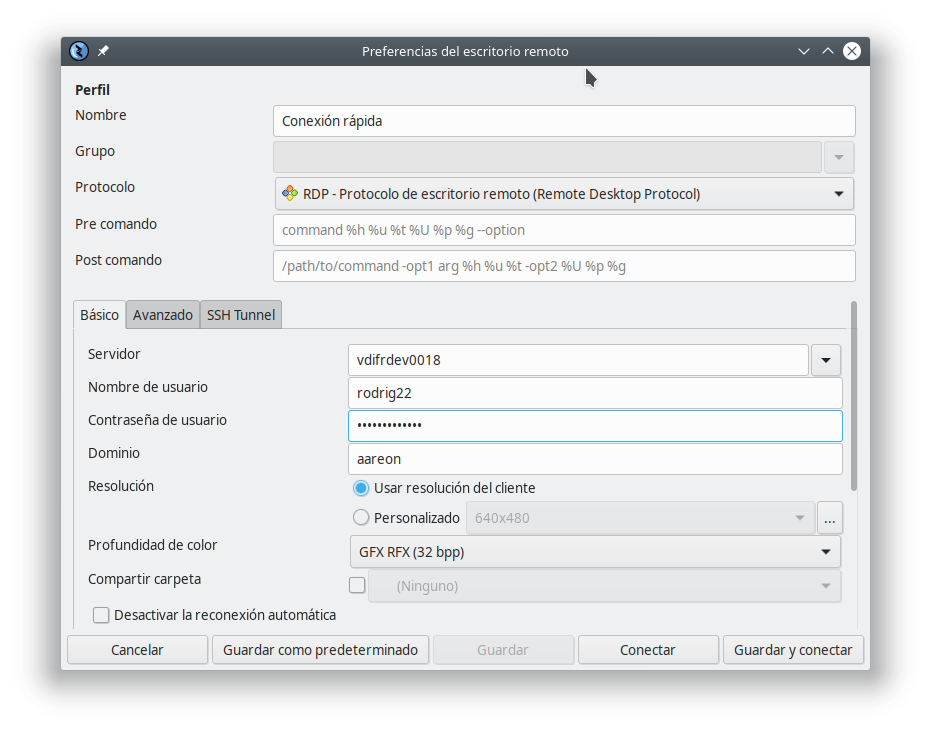 Preferencias del escritorio remoto
Perfil
Nombre
Conexión rápida
Grupo
Protocolo
RDP - Protocolo de escritorio remoto (Remote Desktop Protocol)
Pre comando
command %h %u %t %U %p %g --option
Post comando
/path/to/command -opt1 arg %h %u %t -opt2 %U %p %g
Básico Avanzado SSH Tunnel
Servidor
vdifrdev0018
Nombre de usuario
rodrig22
Contraseña de usuario
•••••••••••••
Dominio
aareon
Resolución
Usar resolución del cliente
Personalizado 640x480 ...
Profundidad de color
GFX RFX (32 bpp)
Compartir carpeta
(Ninguno)
Desactivar la reconexión automática
Cancelar Guardar como predeterminado Guardar Conectar Guardar y conectar